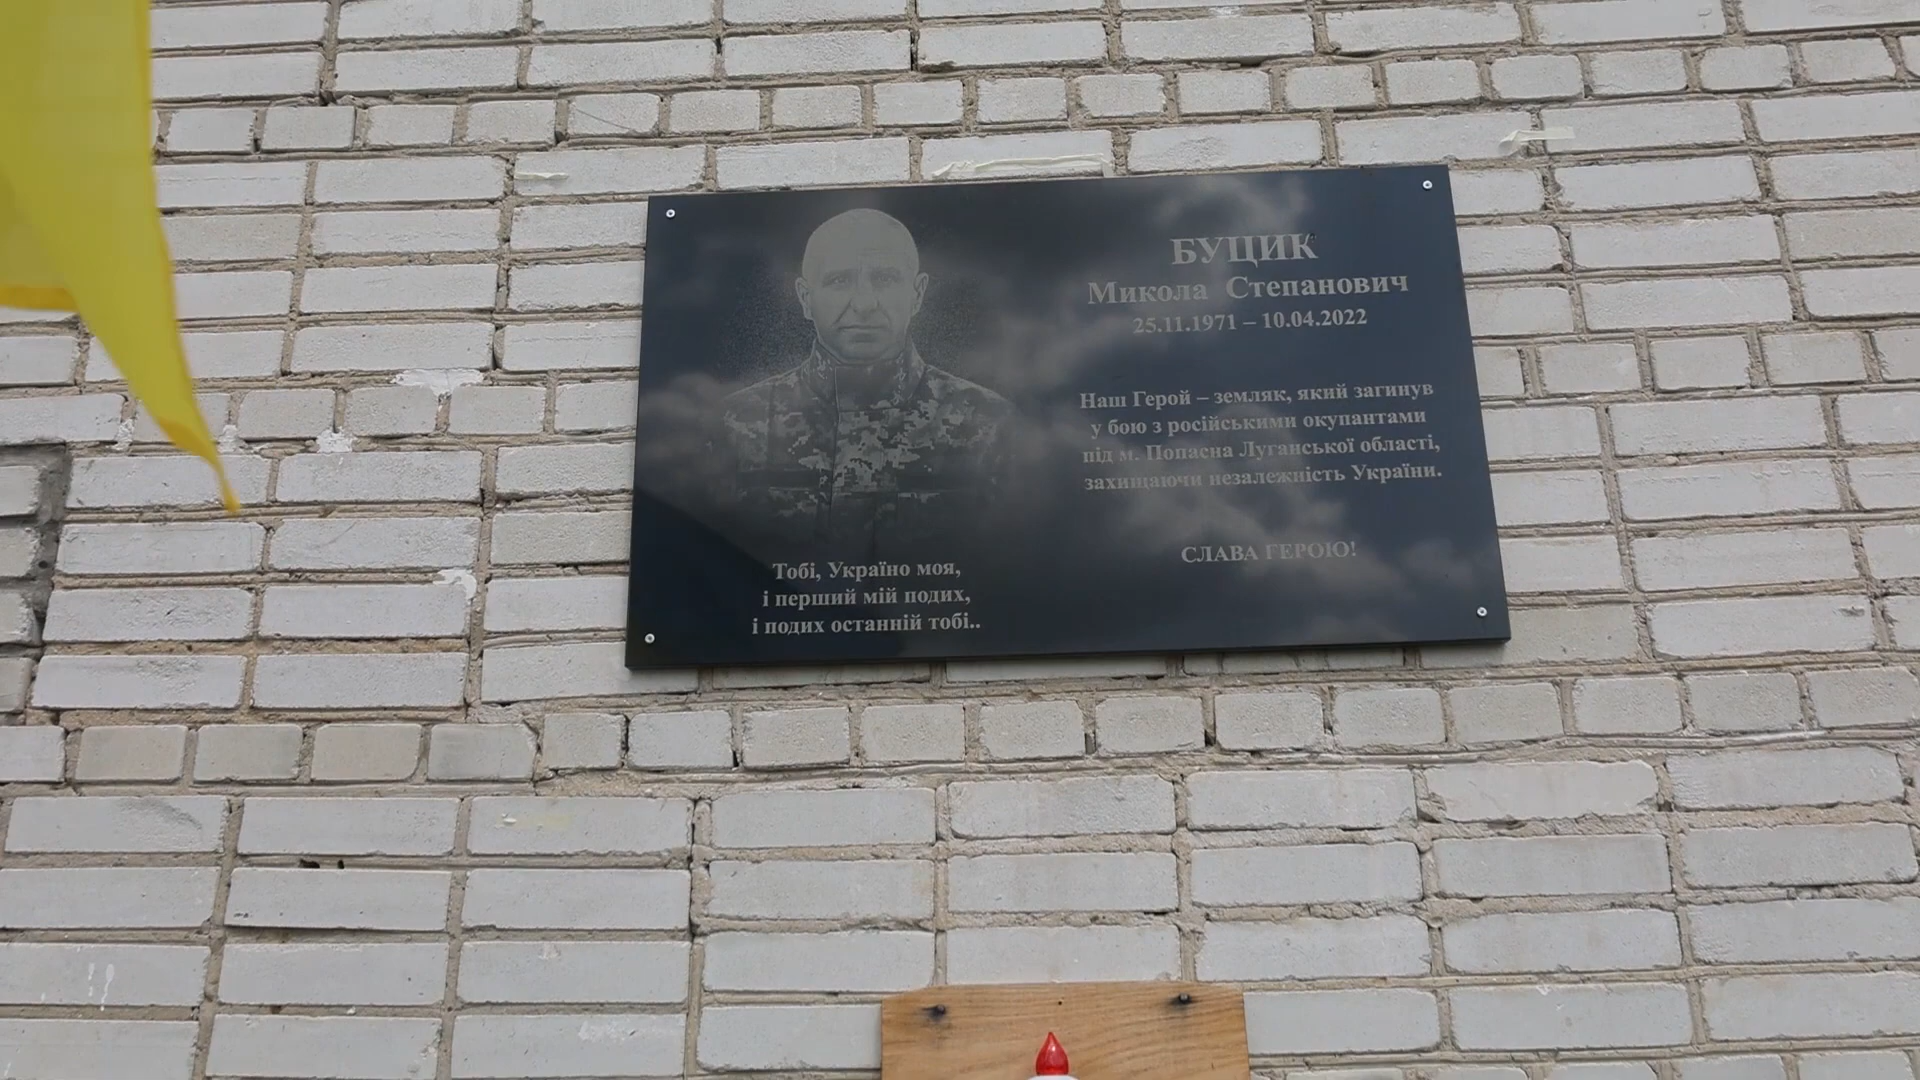 БУЦИК
Микола Степанович
25.11.1971 – 10.04.2022
Наш Герой – земляк, який загинув
у бою з російськими окупантами
під м. Попасна Луганської області,
захищаючи незалежність України.
СЛАВА ГЕРОЮ!
Тобі, Україно моя,
і перший мій подих,
і подих останній тобі..